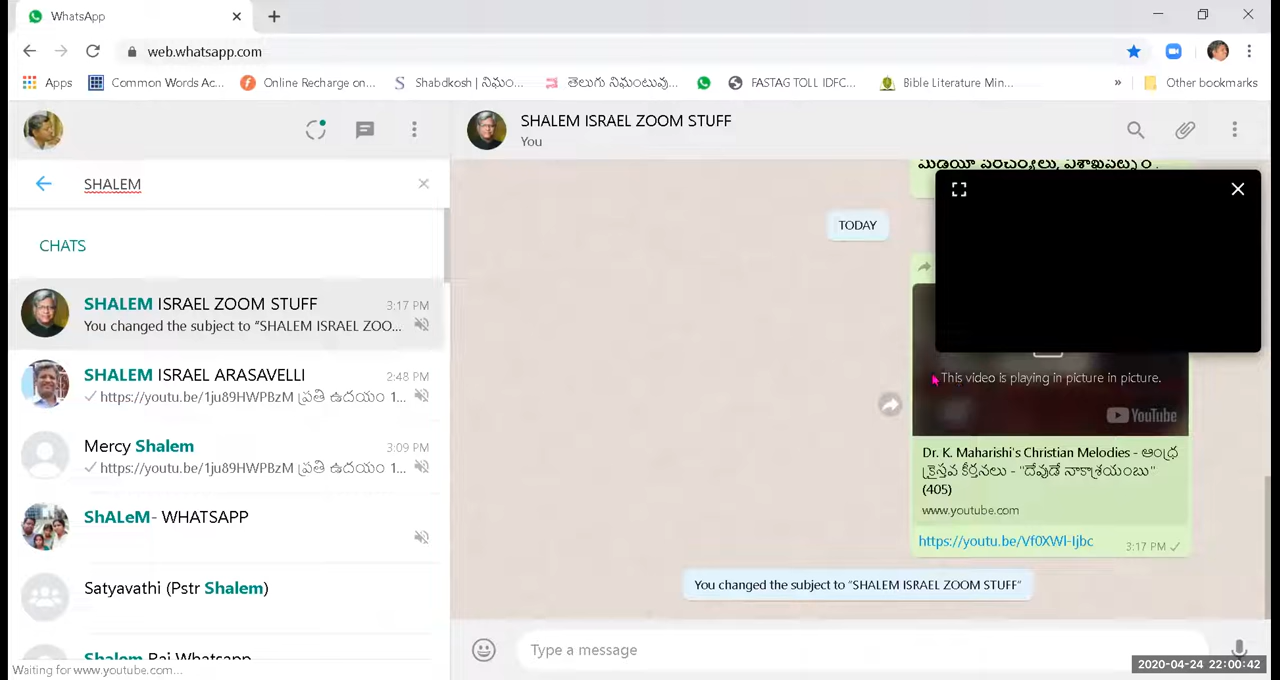 WhatsApp
web.whatsapp.com
Apps
Common Words Ac...
Online Recharge on...
Shabdkosh | నిఘం...
తెలుగు నిఘంటువు...
FASTAG TOLL IDFC...
Bible Literature Min...
»
Other bookmarks
SHALEM ISRAEL ZOOM STUFF
You
SHALEM
CHATS
SHALEM ISRAEL ZOOM STUFF
3:17 PM
You changed the subject to “SHALEM ISRAEL ZOO...
SHALEM ISRAEL ARASAVELLI
2:48 PM
https://youtu.be/1ju89HWPBzM ప్రతి ఉదయం 1...
Mercy Shalem
3:09 PM
https://youtu.be/1ju89HWPBzM ప్రతి ఉదయం 1...
ShALeM- WHATSAPP
Satyavathi (Pstr Shalem)
Shalem Raj Whatsapp
Waiting for www.youtube.com...
TODAY
This video is playing in picture in picture.
YouTube
Dr. K. Maharishi's Christian Melodies - ఆంధ్ర
క్రైస్తవ కీర్తనలు - "దేవుడే నాకాశ్రయంబు"
(405)
www.youtube.com
https://youtu.be/Vf0XWl-Ijbc
3:17 PM
You changed the subject to “SHALEM ISRAEL ZOOM STUFF”
Type a message
2020-04-24 22:00:42